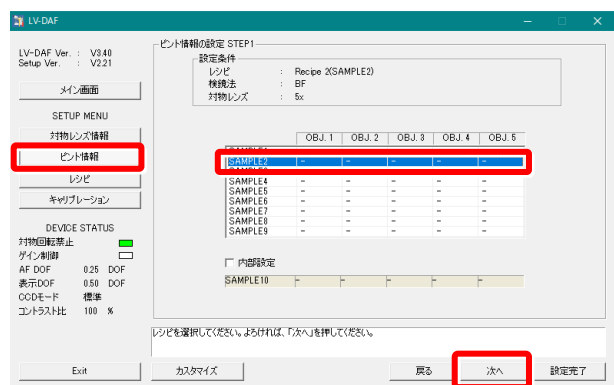 LV-DAF
LV-DAF Ver. : V3.40
Setup Ver. : V2.21
メイン画面
SETUP MENU
対物レンズ情報
ピント情報
レシピ
キャリブレーション
DEVICE STATUS
対物回転禁止
ゲイン制御
AF DOF 0.25 DOF
表示DOF 0.50 DOF
CCDモード 標準
コントラスト比 100 %
Exit
ピント情報の設定 STEP1
設定条件
レシピ : Recipe 2(SAMPLE2)
検鏡法 : BF
対物レンズ : 5x
OBJ. 1 OBJ. 2 OBJ. 3 OBJ. 4 OBJ. 5
SAMPLE2 - - - - -
SAMPLE4 - - - - -
SAMPLE5 - - - - -
SAMPLE6 - - - - -
SAMPLE7 - - - - -
SAMPLE8 - - - - -
SAMPLE9 - - - - -
内部設定
SAMPLE10 - - - - -
レシピを選択してください。よろければ、「次へ」を押してください。
カスタマイズ 戻る 次へ 設定完了